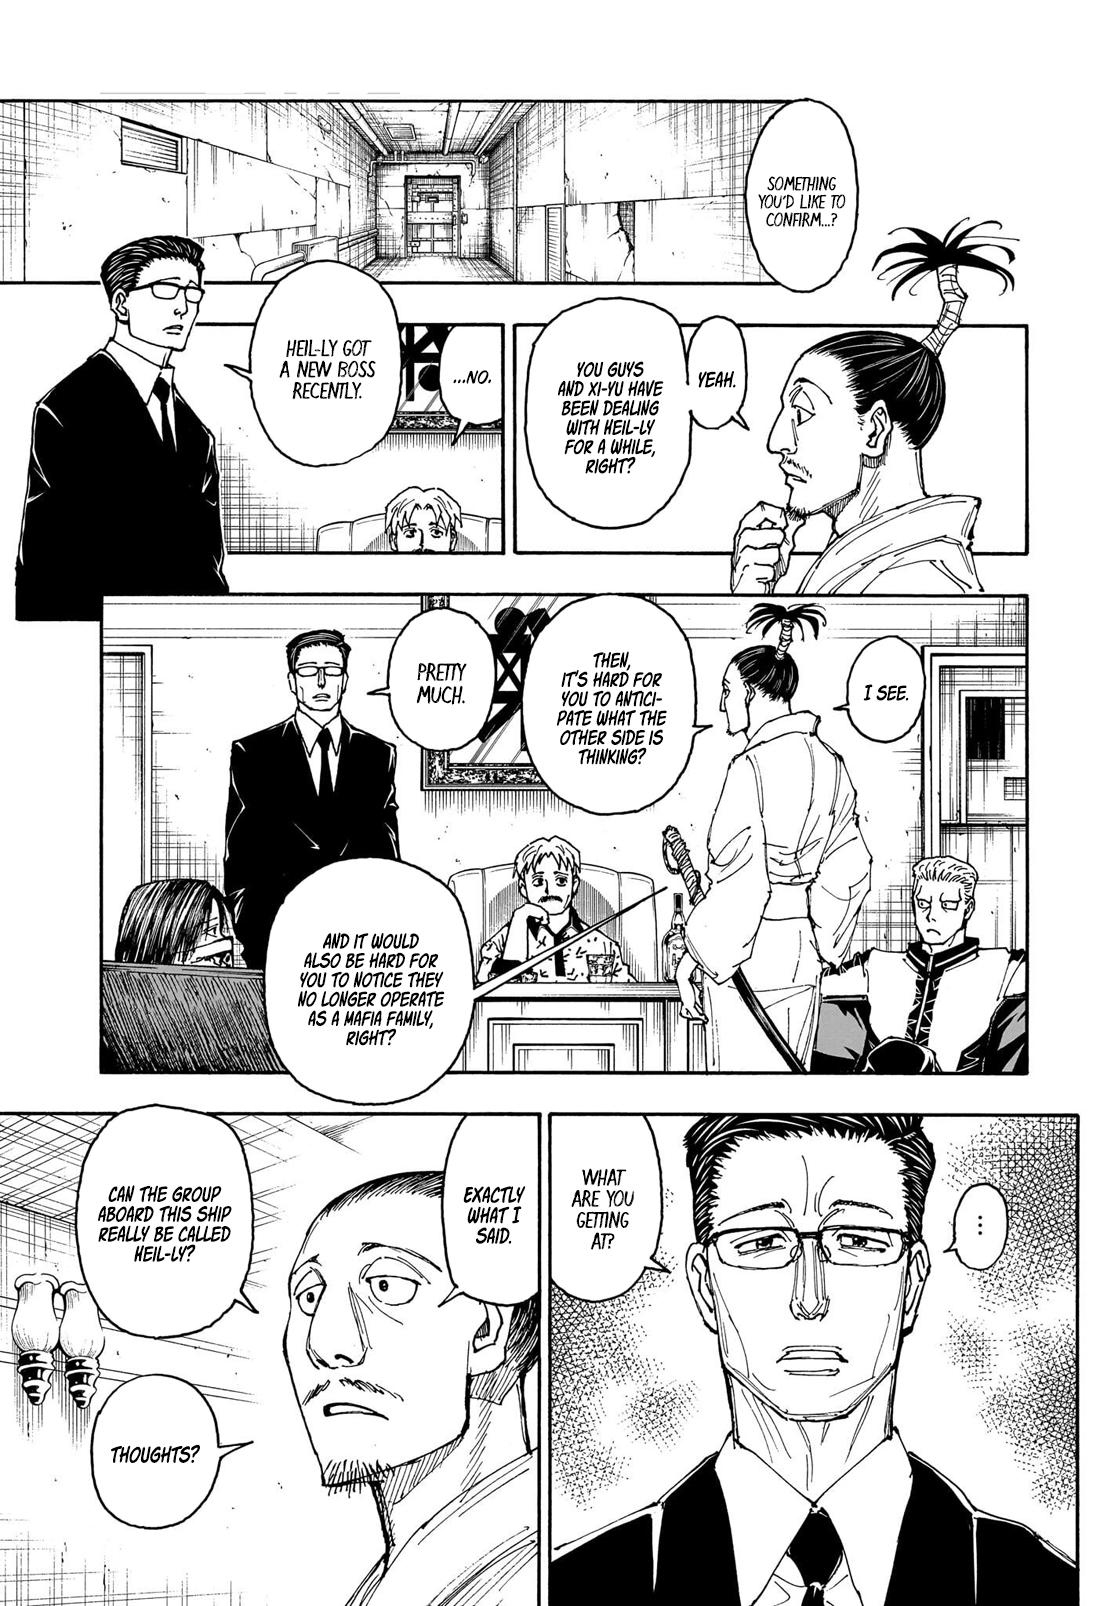 SOMETHING
YOU'D LIKE TO
CONFIRM...?
YEAH.
YOU GUYS
AND XI-YU HAVE
BEEN DEALING
WITH HEIL-LY
FOR A WHILE,
RIGHT?
...NO.
HEIL-LY GOT
A NEW BOSS
RECENTLY.
I SEE.
THEN,
IT'S HARD FOR
YOU TO ANTICI-
PATE WHAT THE
OTHER SIDE IS
THINKING?
PRETTY
MUCH.
AND IT WOULD
ALSO BE HARD FOR
YOU TO NOTICE THEY
NO LONGER OPERATE
AS A MAFIA FAMILY,
RIGHT?
...
WHAT
ARE YOU
GETTING
AT?
EXACTLY
WHAT I
SAID.
CAN THE GROUP
ABOARD THIS SHIP
REALLY BE CALLED
HEIL-LY?
THOUGHTS?